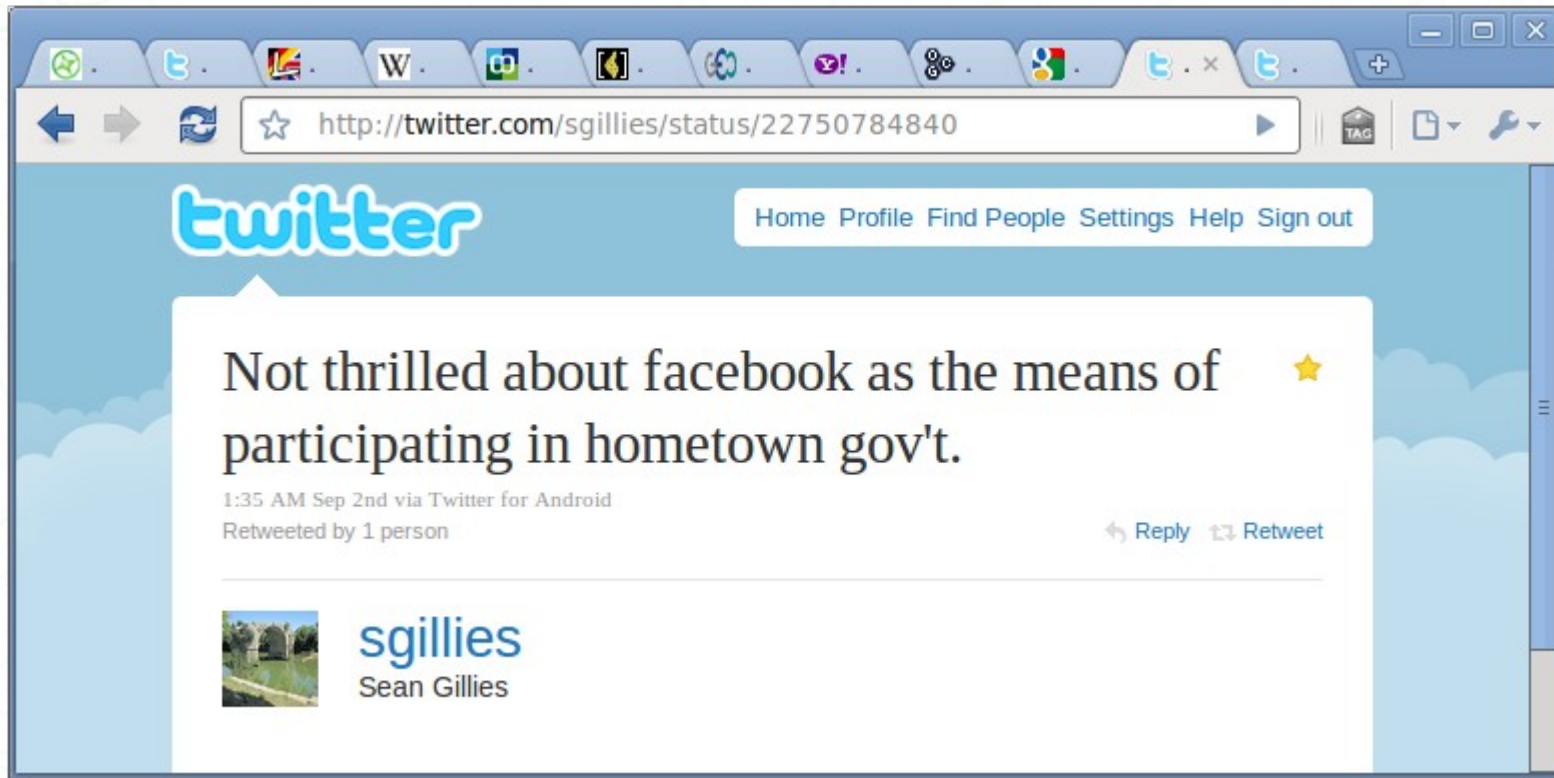 http://twitter.com/sgillies/status/22750784840
TAG
twitter
Home Profile Find People Settings Help Sign out
Not thrilled about facebook as the means of
participating in hometown gov't.
1:35 AM Sep 2nd via Twitter for Android
Retweeted by 1 person
Reply Retweet
sgillies
Sean Gillies